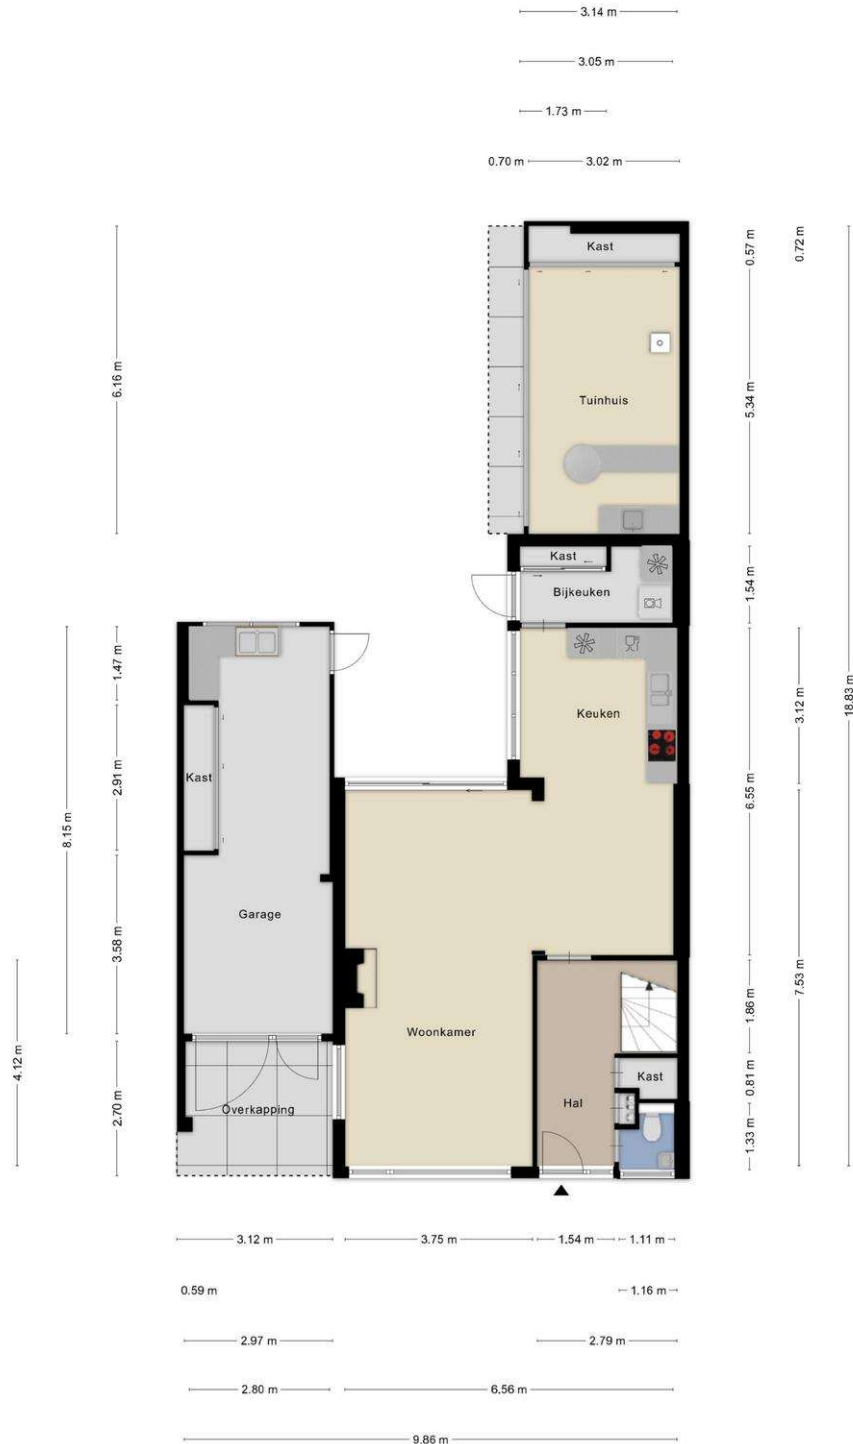 3.14 m
3.05 m
1.73 m
0.70 m 3.02 m
Kast
0.57 m
0.72 m
6.16 m
Tuinhuis
5.34 m
Kast
Bijkeuken
1.54 m
1.47 m
Keuken
3.12 m
18.83 m
Kast
2.91 m
6.55 m
8.15 m
Garage
3.58 m
Woonkamer
7.53 m
1.86 m
4.12 m
Kast
0.81 m
Hal
Overkapping
2.70 m
1.33 m
3.12 m 3.75 m 1.54 m 1.11 m
0.59 m 1.16 m
2.97 m 2.79 m
2.80 m 6.56 m
9.86 m